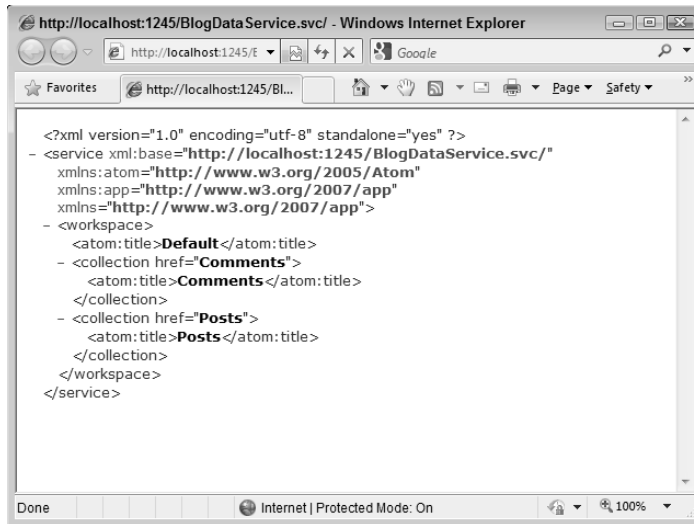 http://localhost:1245/BlogDataService.svc/ - Windows Internet Explorer
http://localhost:1245/E
Google
Favorites
http://localhost:1245/Bl...
Page
Safety
»
<?xml version="1.0" encoding="utf-8" standalone="yes" ?>
- <service xml:base="http://localhost:1245/BlogDataService.svc/"
xmlns:atom="http://www.w3.org/2005/Atom"
xmlns:app="http://www.w3.org/2007/app"
xmlns="http://www.w3.org/2007/app">
- <workspace>
<atom:title>Default</atom:title>
- <collection href="Comments">
<atom:title>Comments</atom:title>
</collection>
- <collection href="Posts">
<atom:title>Posts</atom:title>
</collection>
</workspace>
</service>
Done
Internet | Protected Mode: On
100%